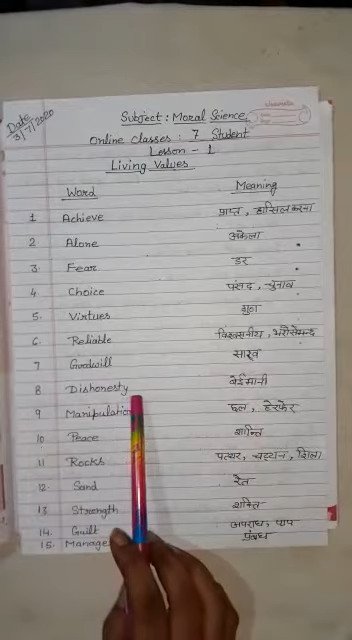 Date 3/7/2020
Subject : Moral Science
Online classes : 7 Student
Lesson - 1
Living Values
Word Meaning
1 Achieve प्राप्त, हासिल करना
2 Alone अकेला
3. Fear डर
4. Choice पसंद, चुनाव
5. Virtues गुण
6. Reliable विश्वसनीय, भरोसेमन्द
7 Goodwill साख
8 Dishonesty बेईमानी
9 Manipulation छल, हेरफेर
10 Peace शान्ति
11 Rocks पत्थर, चट्टान, शिला
12. Sand रेत
13 Strength शक्ति
14. Guilt अपराध, पाप
15. Manage प्रबंध